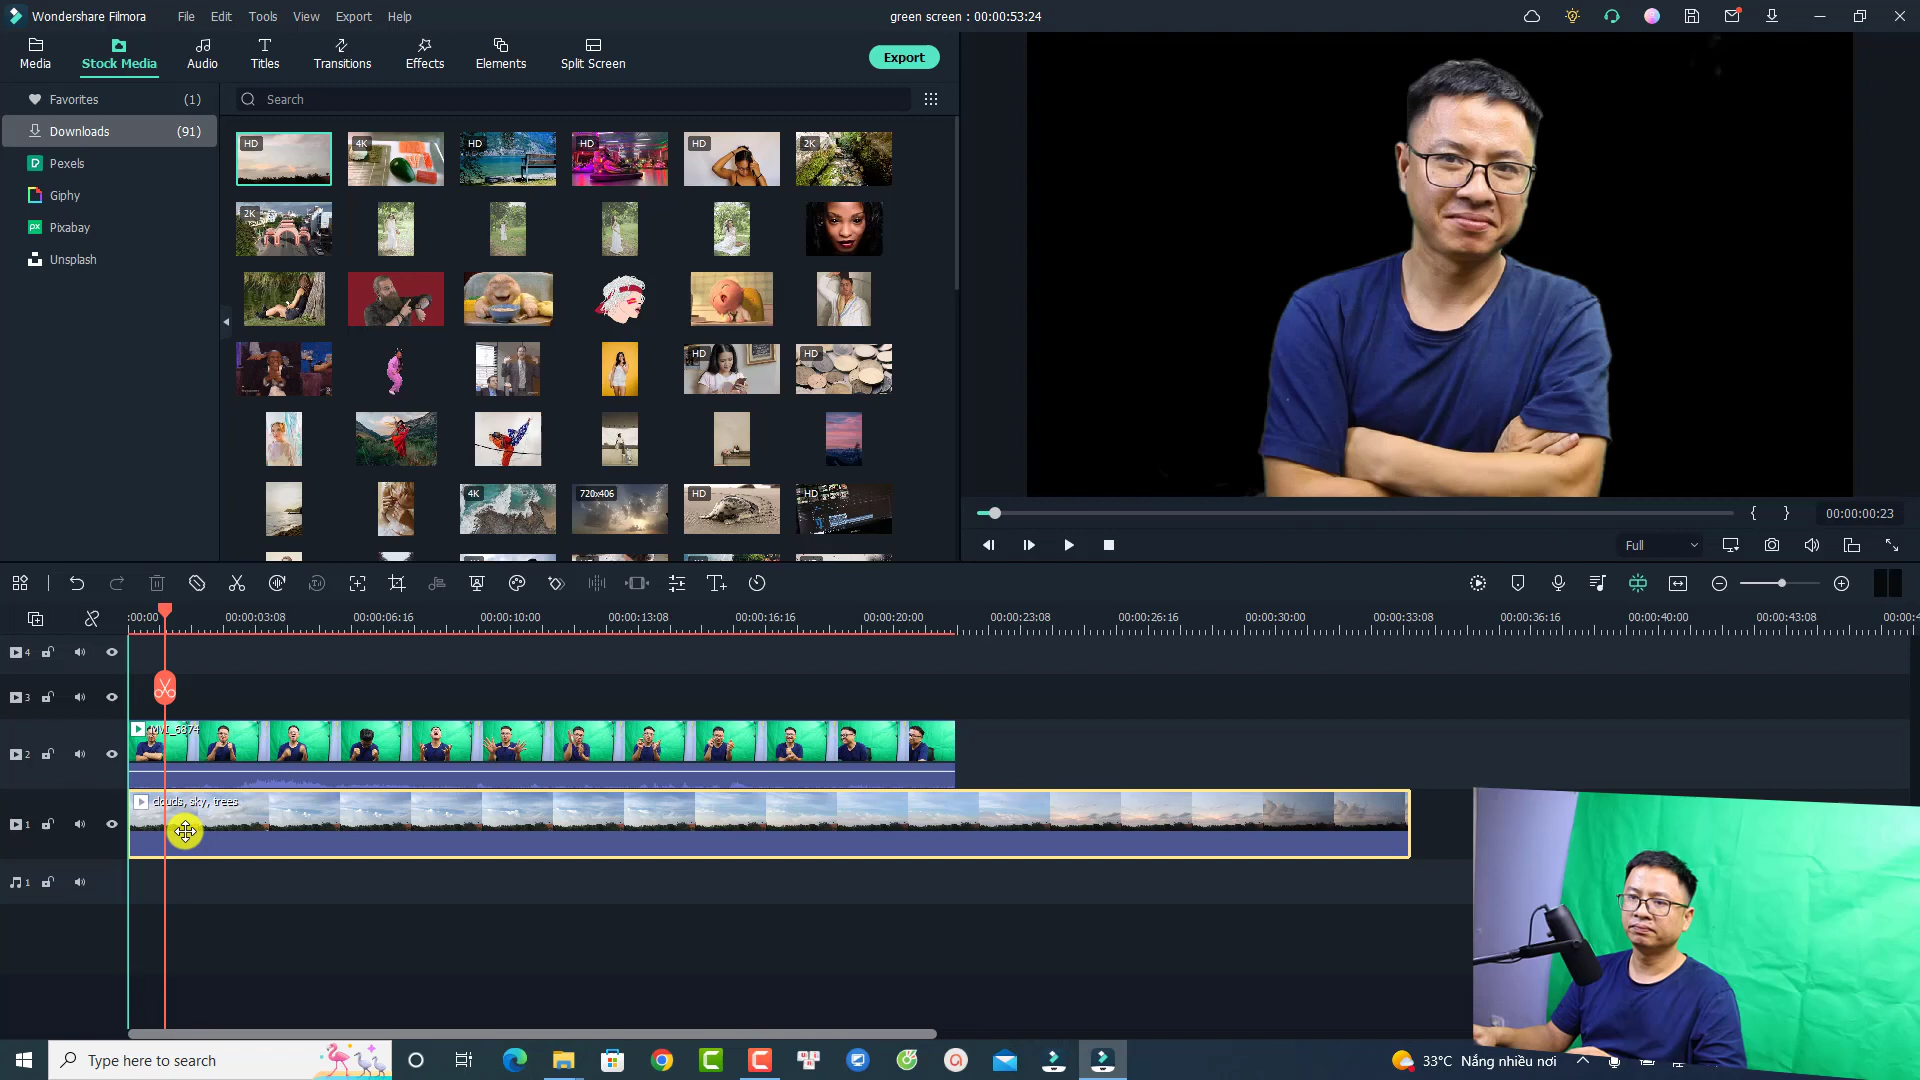 Wondershare Filmora
File Edit Tools View Export Help
green screen : 00:00:53:24
Media
Stock Media
Audio
Titles
Transitions
Effects
Elements
Split Screen
Export
Favorites (1)
Search
Downloads (91)
Pexels
Giphy
Pixabay
Unsplash
HD 4K HD HD HD 2K
2K
HD HD
4K 720x406 HD HD
00:00:00:23
Full
:00:00 00:00:03:08 00:00:06:16 00:00:10:00 00:00:13:08 00:00:16:16 00:00:20:00 00:00:23:08 00:00:26:16 00:00:30:00 00:00:33:08 00:00:36:16 00:00:40:00 00:00:43:08 00:00:4
4
3
MVI_6874
2
clouds, sky, trees
1
1
Type here to search
33°C Nắng nhiều nơi